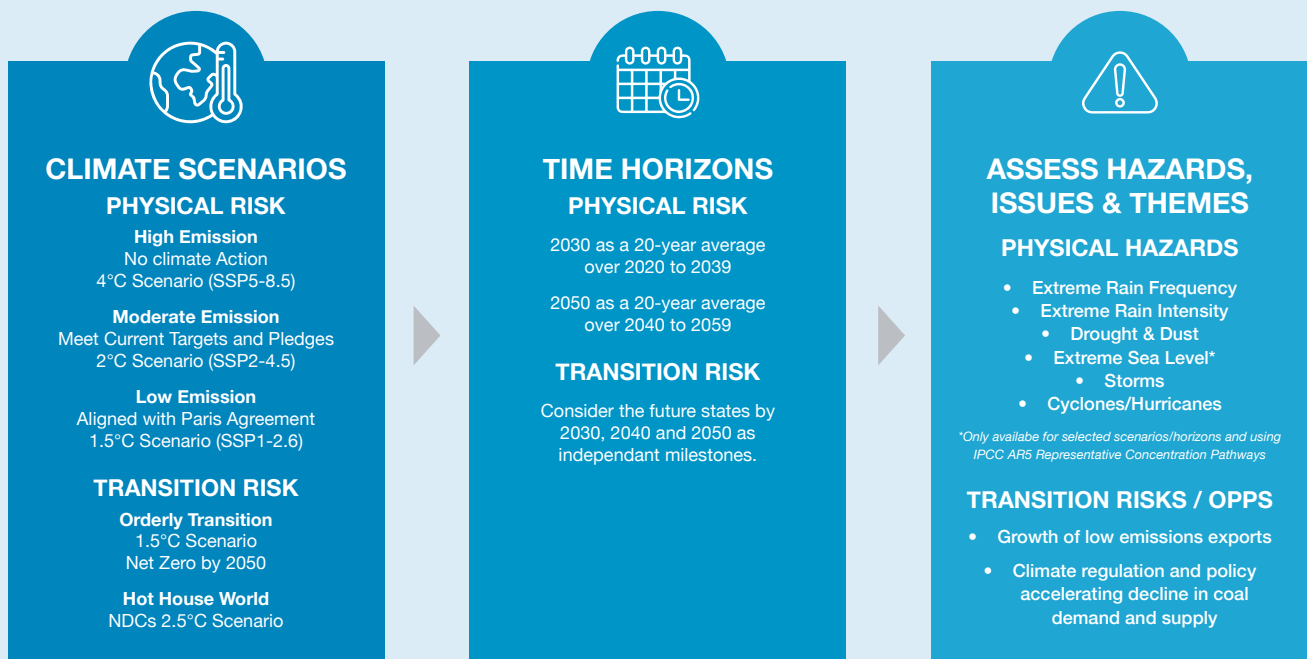 CLIMATE SCENARIOS
PHYSICAL RISK
High Emission
No climate Action
4°C Scenario (SSP5-8.5)
Moderate Emission
Meet Current Targets and Pledges
2°C Scenario (SSP2-4.5)
Low Emission
Aligned with Paris Agreement
1.5°C Scenario (SSP1-2.6)
TRANSITION RISK
Orderly Transition
1.5°C Scenario
Net Zero by 2050
Hot House World
NDCs 2.5°C Scenario
TIME HORIZONS
PHYSICAL RISK
2030 as a 20-year average
over 2020 to 2039
2050 as a 20-year average
over 2040 to 2059
TRANSITION RISK
Consider the future states by
2030, 2040 and 2050 as
independant milestones.
ASSESS HAZARDS,
ISSUES & THEMES
PHYSICAL HAZARDS
• Extreme Rain Frequency
• Extreme Rain Intensity
• Drought & Dust
• Extreme Sea Level*
• Storms
• Cyclones/Hurricanes
*Only availabe for selected scenarios/horizons and using
IPCC AR5 Representative Concentration Pathways
TRANSITION RISKS / OPPS
• Growth of low emissions exports
• Climate regulation and policy
accelerating decline in coal
demand and supply